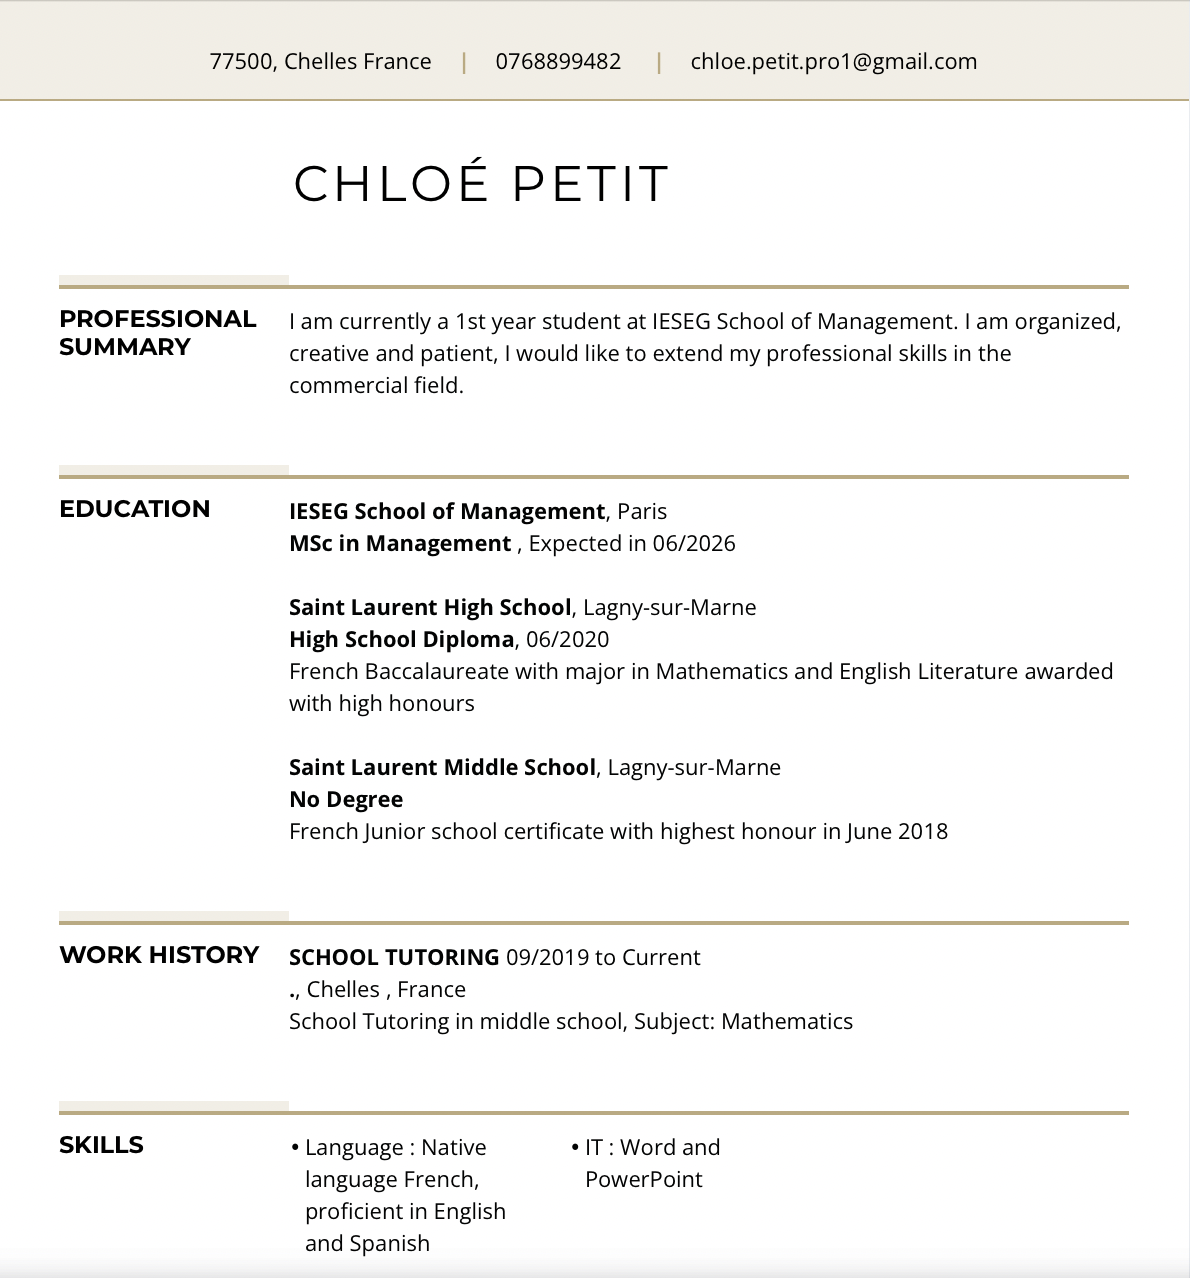 77500, Chelles France | 0768899482 | chloe.petit.pro1@gmail.com
CHLOÉ PETIT
PROFESSIONAL
SUMMARY
I am currently a 1st year student at IESEG School of Management. I am organized,
creative and patient, I would like to extend my professional skills in the
commercial field.
EDUCATION
IESEG School of Management, Paris
MSc in Management , Expected in 06/2026
Saint Laurent High School, Lagny-sur-Marne
High School Diploma, 06/2020
French Baccalaureate with major in Mathematics and English Literature awarded
with high honours
Saint Laurent Middle School, Lagny-sur-Marne
No Degree
French Junior school certificate with highest honour in June 2018
WORK HISTORY
SCHOOL TUTORING 09/2019 to Current
., Chelles , France
School Tutoring in middle school, Subject: Mathematics
SKILLS
• Language : Native
language French,
proficient in English
and Spanish
• IT : Word and
PowerPoint